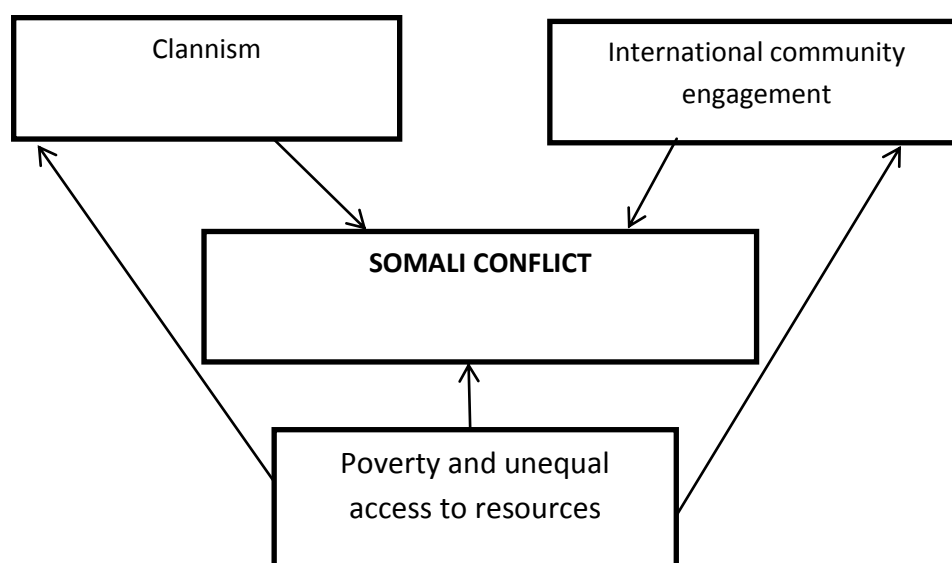 Clannism
International community
engagement
SOMALI CONFLICT
Poverty and unequal
access to resources